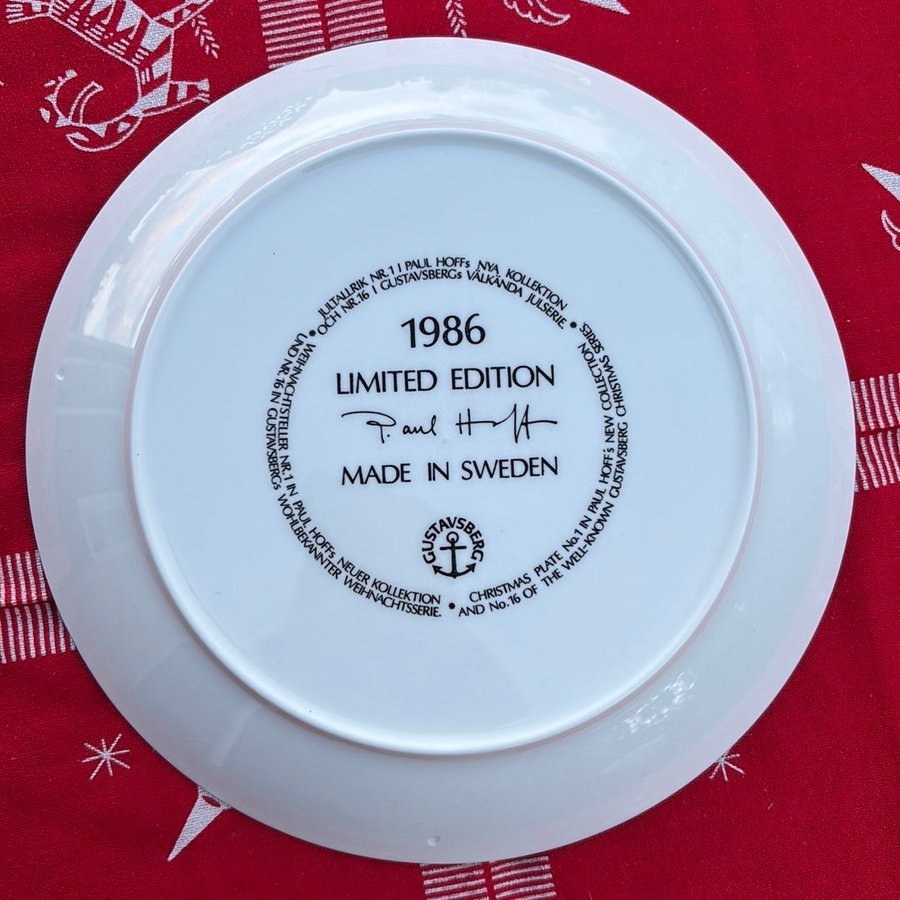 JULTALLRIK NR.1 I PAUL HOFFs NYA KOLLEKTION
OCH NR.16 I GUSTAVSBERGs VÄLKÄNDA JULSERIE *
1986
LIMITED EDITION
Paul Hoff
MADE IN SWEDEN
GUSTAVSBERG
CHRISTMAS PLATE No.1 IN PAUL HOFF's NEW COLLECTION
AND No.16 OF THE WELL-KNOWN GUSTAVSBERG CHRISTMAS SERIES *
WEIHNACHTSTELLER NR.1 IN PAUL HOFFs NEUER KOLLEKTION
UND NR.16 IN GUSTAVSBERGs WOHLBEKANNTER WEIHNACHTSSERIE. *